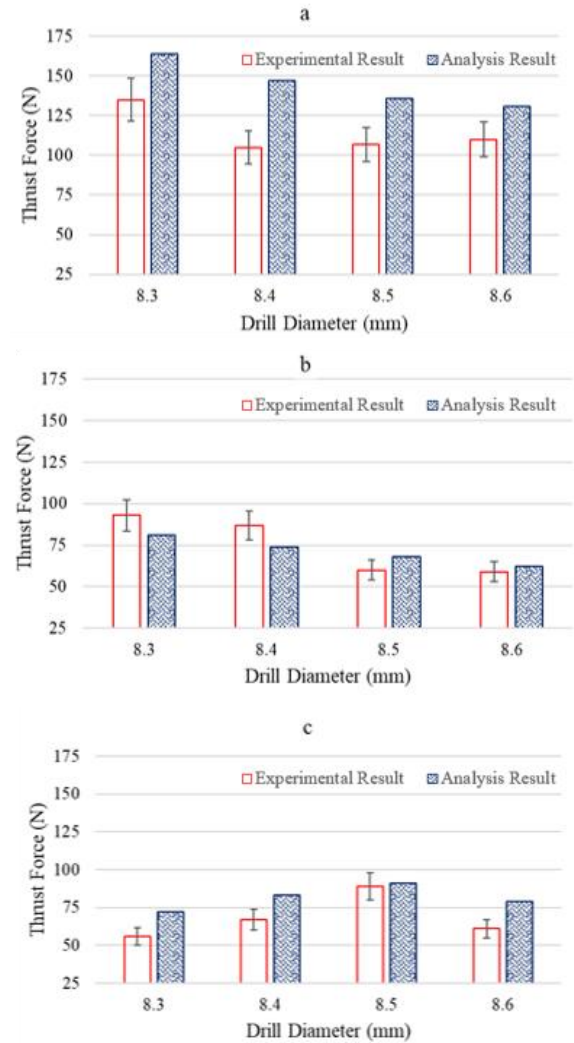 a
175
Experimental Result Analysis Result
150
125
100
75
50
25
Thrust Force (N)
8.3 8.4 8.5 8.6
Drill Diameter (mm)
b
175
Experimental Result Analysis Result
150
125
100
75
50
25
Thrust Force (N)
8.3 8.4 8.5 8.6
Drill Diameter (mm)
c
175
Experimental Result Analysis Result
150
125
100
75
50
25
Thrust Force (N)
8.3 8.4 8.5 8.6
Drill Diameter (mm)